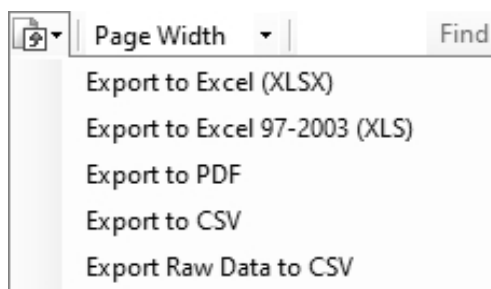 Page Width Find
Export to Excel (XLSX)
Export to Excel 97-2003 (XLS)
Export to PDF
Export to CSV
Export Raw Data to CSV